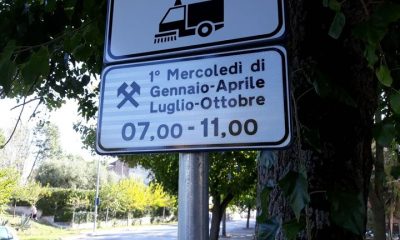 1° Mercoledì di
Gennaio-Aprile
Luglio-Ottobre
07,00-11,00